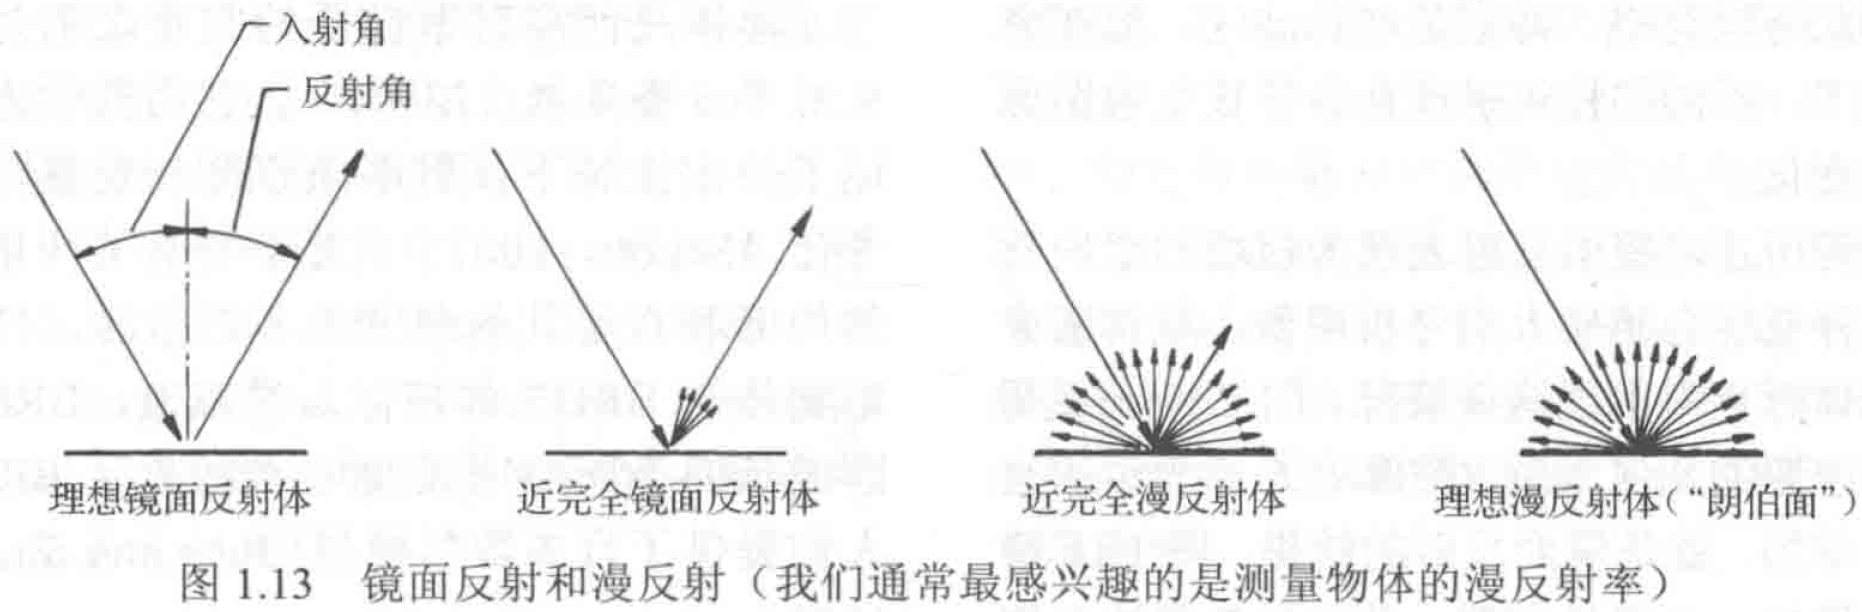 入射角
反射角
理想镜面反射体
近完全镜面反射体
近完全漫反射体
理想漫反射体(“朗伯面”)
图 1.13 镜面反射和漫反射（我们通常最感兴趣的是测量物体的漫反射率）